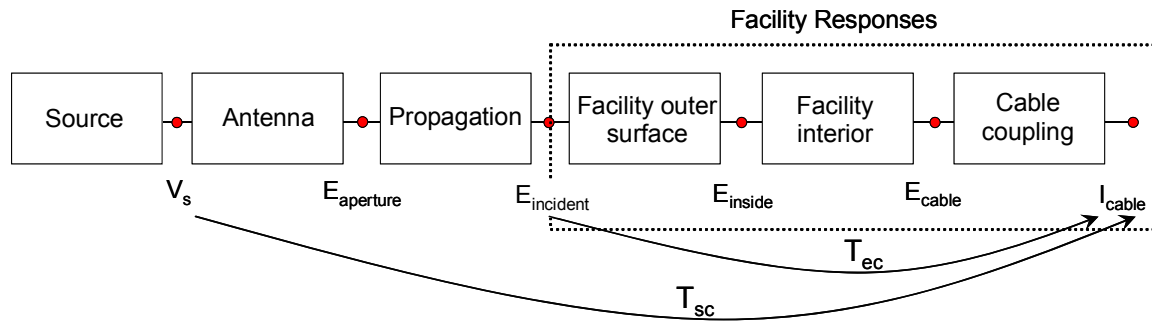 Facility Responses
Source
Antenna
Propagation
Facility outer
surface
Facility
interior
Cable
coupling
Vs
Eaperture
Eincident
Einside
Ecable
Icable
Tec
Tsc